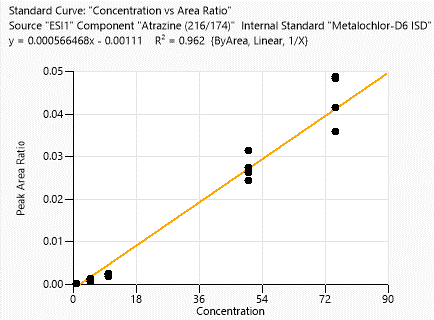 Standard Curve: "Concentration vs Area Ratio"
Source "ESI1" Component "Atrazine (216/174)" Internal Standard "Metalochlor-D6 ISD"
y = 0.000566468x - 0.00111 R² = 0.962 {ByArea, Linear, 1/X}
0.05
0.04
0.03
0.02
0.01
0.00
Peak Area Ratio
0 18 36 54 72 90
Concentration